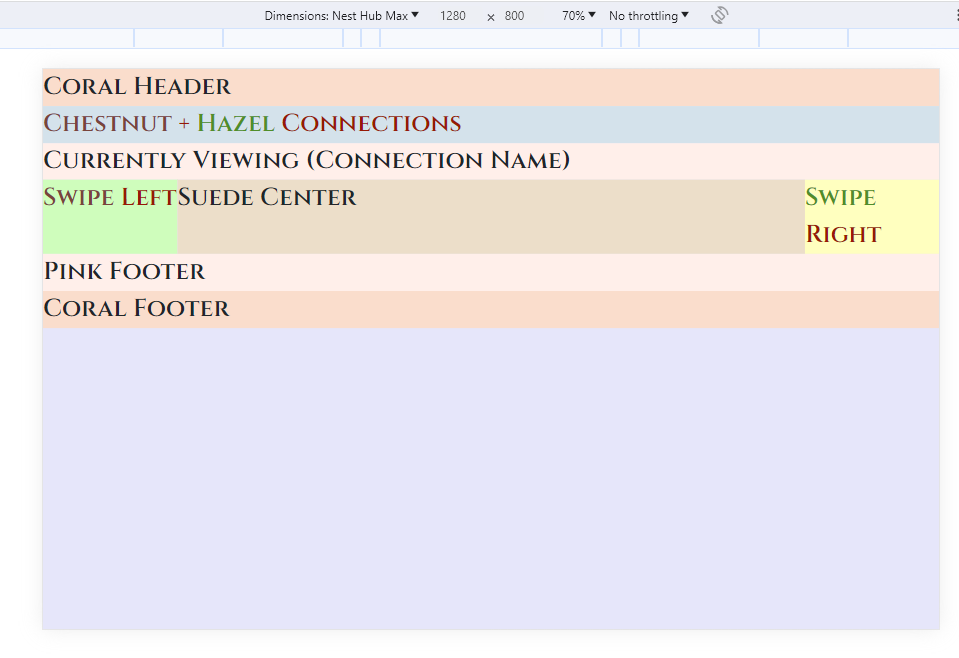 Dimensions: Nest Hub Max ▼ 1280 × 800 70% ▼ No throttling ▼
Coral Header
Chestnut + Hazel Connections
Currently Viewing (Connection Name)
Swipe Left Suede Center Swipe
Right
Pink Footer
Coral Footer